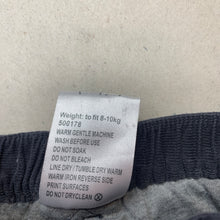 Weight: to fit 8-10kg
500178
WARM GENTLE MACHINE
WASH BEFORE USE
DO NOT SOAK
DO NOT BLEACH
LINE DRY / TUMBLE DRY WARM
WARM IRON REVERSE SIDE
PRINT SURFACES
DO NOT DRYCLEAN